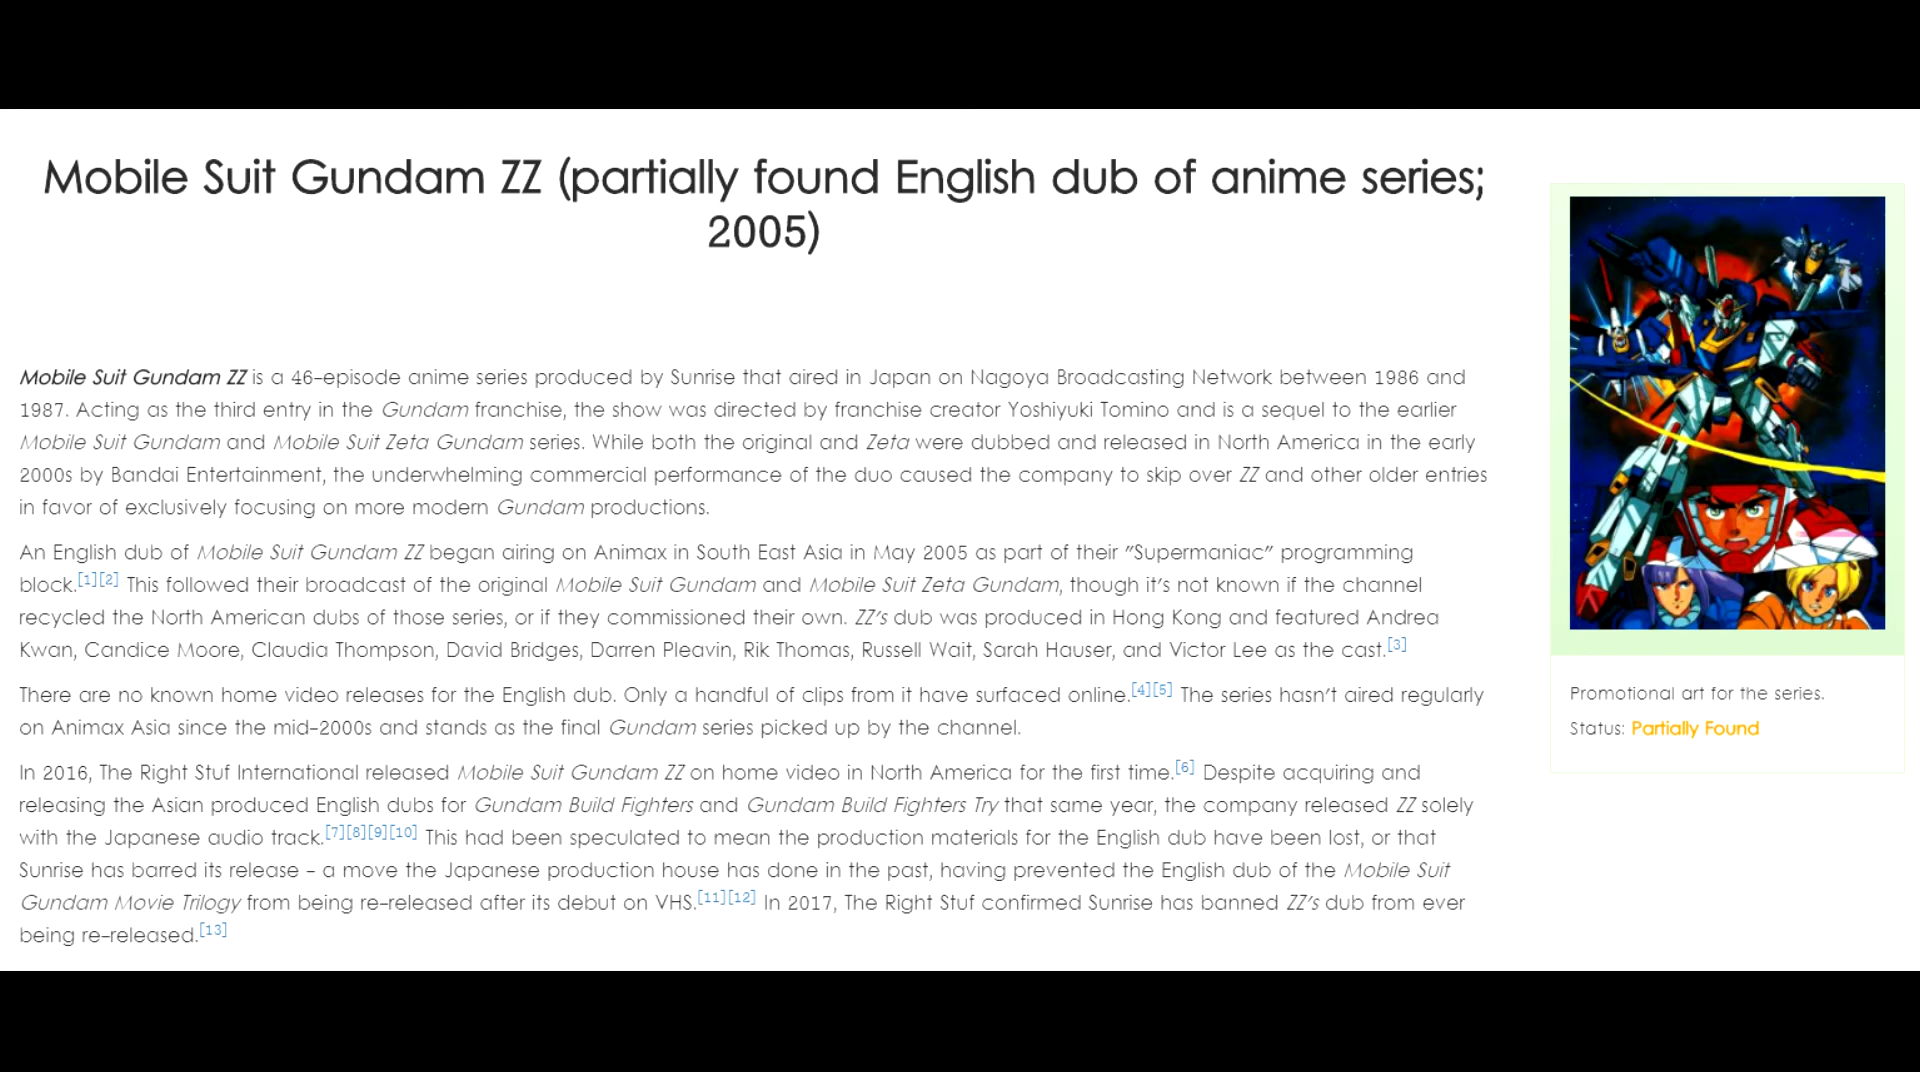 Mobile Suit Gundam ZZ (partially found English dub of anime series;
2005)
Mobile Suit Gundam ZZ is a 46-episode anime series produced by Sunrise that aired in Japan on Nagoya Broadcasting Network between 1986 and
1987. Acting as the third entry in the Gundam franchise, the show was directed by franchise creator Yoshiyuki Tomino and is a sequel to the earlier
Mobile Suit Gundam and Mobile Suit Zeta Gundam series. While both the original and Zeta were dubbed and released in North America in the early
2000s by Bandai Entertainment, the underwhelming commercial performance of the duo caused the company to skip over ZZ and other older entries
in favor of exclusively focusing on more modern Gundam productions.
An English dub of Mobile Suit Gundam ZZ began airing on Animax in South East Asia in May 2005 as part of their "Supermaniac" programming
block.[1][2] This followed their broadcast of the original Mobile Suit Gundam and Mobile Suit Zeta Gundam, though it's not known if the channel
recycled the North American dubs of those series, or if they commissioned their own. ZZ's dub was produced in Hong Kong and featured Andrea
Kwan, Candice Moore, Claudia Thompson, David Bridges, Darren Pleavin, Rik Thomas, Russell Wait, Sarah Hauser, and Victor Lee as the cast.[3]
There are no known home video releases for the English dub. Only a handful of clips from it have surfaced online.[4][5] The series hasn't aired regularly
on Animax Asia since the mid-2000s and stands as the final Gundam series picked up by the channel.
In 2016, The Right Stuf International released Mobile Suit Gundam ZZ on home video in North America for the first time.[6] Despite acquiring and
releasing the Asian produced English dubs for Gundam Build Fighters and Gundam Build Fighters Try that same year, the company released ZZ solely
with the Japanese audio track.[7][8][9][10] This had been speculated to mean the production materials for the English dub have been lost, or that
Sunrise has barred its release - a move the Japanese production house has done in the past, having prevented the English dub of the Mobile Suit
Gundam Movie Trilogy from being re-released after its debut on VHS.[11][12] In 2017, The Right Stuf confirmed Sunrise has banned ZZ's dub from ever
being re-released.[13]
Promotional art for the series.
Status: Partially Found